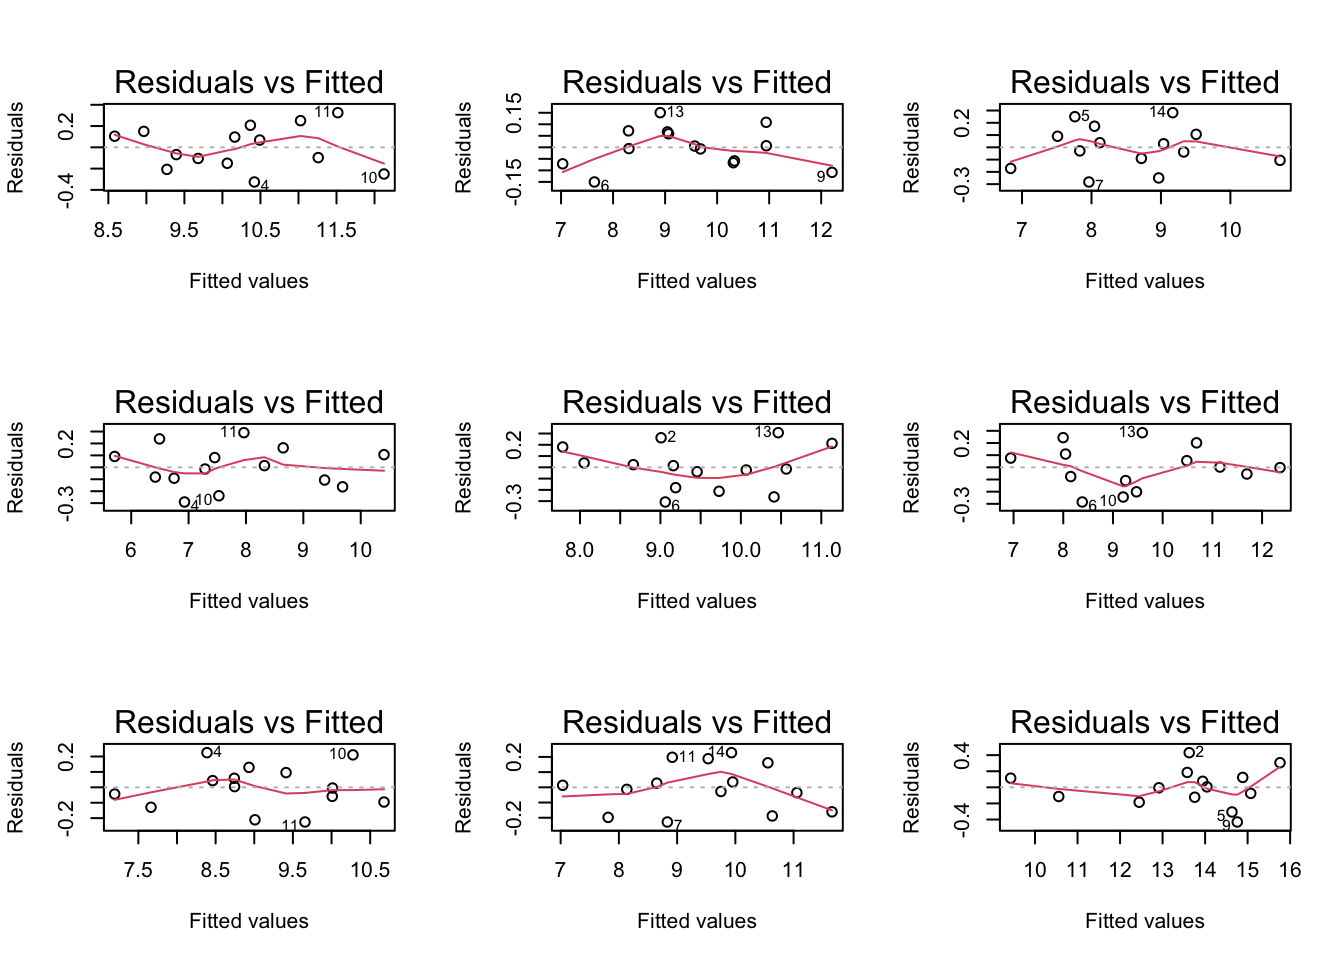 Residuals vs Fitted
Residuals
0.2
-0.4
11
4
10
8.5 9.5 10.5 11.5
Fitted values
Residuals vs Fitted
Residuals
0.15
-0.15
13
6
9
7 8 9 10 11 12
Fitted values
Residuals vs Fitted
Residuals
0.2
-0.3
5
14
7
7 8 9 10
Fitted values
Residuals vs Fitted
Residuals
0.2
-0.3
11
4
10
6 7 8 9 10
Fitted values
Residuals vs Fitted
Residuals
0.2
-0.3
2
13
6
8.0 9.0 10.0 11.0
Fitted values
Residuals vs Fitted
Residuals
0.2
-0.3
13
6
10
7 8 9 10 11 12
Fitted values
Residuals vs Fitted
Residuals
0.2
-0.2
4
10
11
7.5 8.5 9.5 10.5
Fitted values
Residuals vs Fitted
Residuals
0.2
-0.2
11
14
7
7 8 9 10 11
Fitted values
Residuals vs Fitted
Residuals
0.4
-0.4
2
5
9
10 11 12 13 14 15 16
Fitted values